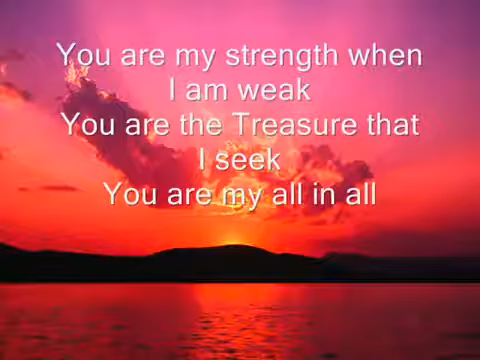 You are my strength when
I am weak
You are the Treasure that
I seek
You are my all in all